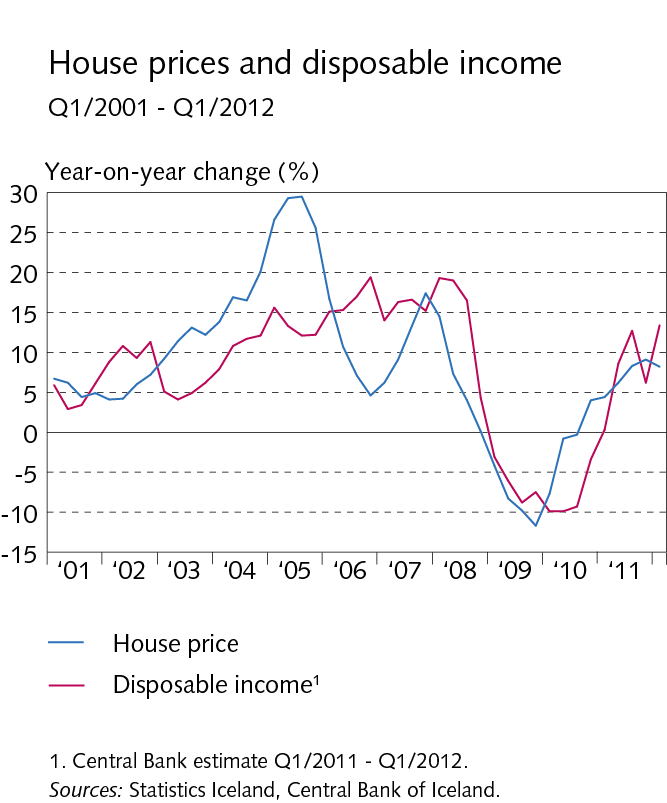 House prices and disposable income
Q1/2001 - Q1/2012
Year-on-year change (%)
30
25
20
15
10
5
0
-5
-10
-15
‘01 ‘02 ‘03 ‘04 ‘05 ‘06 ‘07 ‘08 ‘09 ‘10 ‘11
House price
Disposable income¹
1. Central Bank estimate Q1/2011 - Q1/2012.
Sources: Statistics Iceland, Central Bank of Iceland.